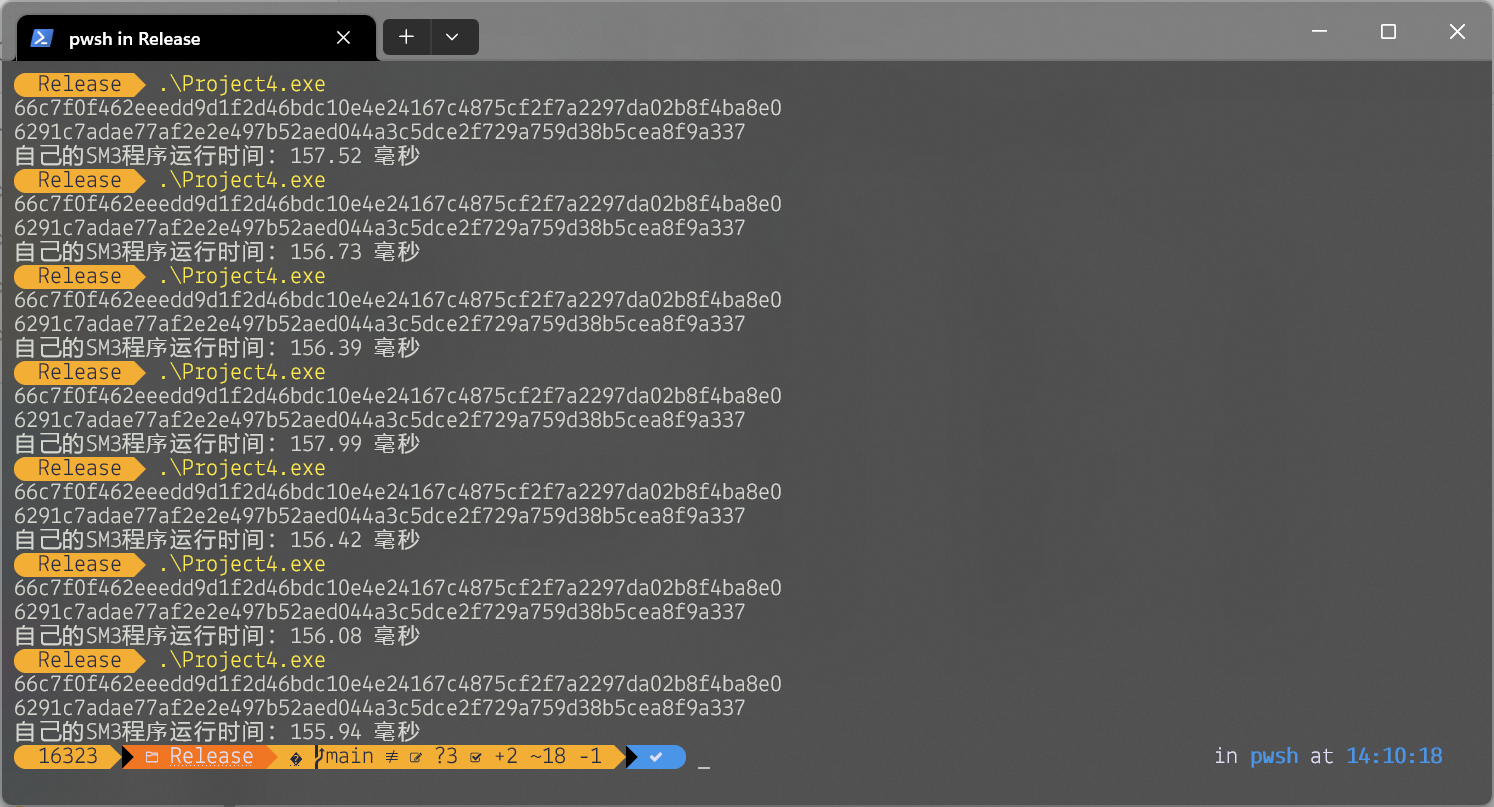 pwsh in Release
Release .\Project4.exe
66c7f0f462eeedd9d1f2d46bdc10e4e24167c4875cf2f7a2297da02b8f4ba8e0
6291c7adae77af2e2e497b52aed044a3c5dce2f729a759d38b5cea8f9a337
自己的SM3程序运行时间: 157.52 毫秒
Release .\Project4.exe
66c7f0f462eeedd9d1f2d46bdc10e4e24167c4875cf2f7a2297da02b8f4ba8e0
6291c7adae77af2e2e497b52aed044a3c5dce2f729a759d38b5cea8f9a337
自己的SM3程序运行时间: 156.73 毫秒
Release .\Project4.exe
66c7f0f462eeedd9d1f2d46bdc10e4e24167c4875cf2f7a2297da02b8f4ba8e0
6291c7adae77af2e2e497b52aed044a3c5dce2f729a759d38b5cea8f9a337
自己的SM3程序运行时间: 156.39 毫秒
Release .\Project4.exe
66c7f0f462eeedd9d1f2d46bdc10e4e24167c4875cf2f7a2297da02b8f4ba8e0
6291c7adae77af2e2e497b52aed044a3c5dce2f729a759d38b5cea8f9a337
自己的SM3程序运行时间: 157.99 毫秒
Release .\Project4.exe
66c7f0f462eeedd9d1f2d46bdc10e4e24167c4875cf2f7a2297da02b8f4ba8e0
6291c7adae77af2e2e497b52aed044a3c5dce2f729a759d38b5cea8f9a337
自己的SM3程序运行时间: 156.42 毫秒
Release .\Project4.exe
66c7f0f462eeedd9d1f2d46bdc10e4e24167c4875cf2f7a2297da02b8f4ba8e0
6291c7adae77af2e2e497b52aed044a3c5dce2f729a759d38b5cea8f9a337
自己的SM3程序运行时间: 156.08 毫秒
Release .\Project4.exe
66c7f0f462eeedd9d1f2d46bdc10e4e24167c4875cf2f7a2297da02b8f4ba8e0
6291c7adae77af2e2e497b52aed044a3c5dce2f729a759d38b5cea8f9a337
自己的SM3程序运行时间: 155.94 毫秒
16323 Release main ≠ ?3 +2 ~18 -1 _ in pwsh at 14:10:18